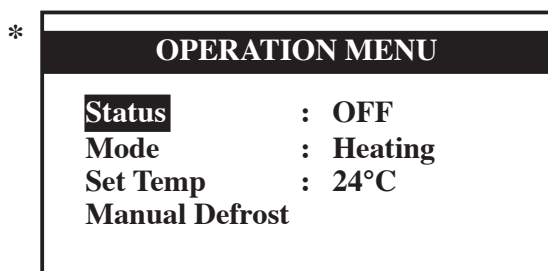 *
OPERATION MENU
Status : OFF
Mode : Heating
Set Temp : 24°C
Manual Defrost